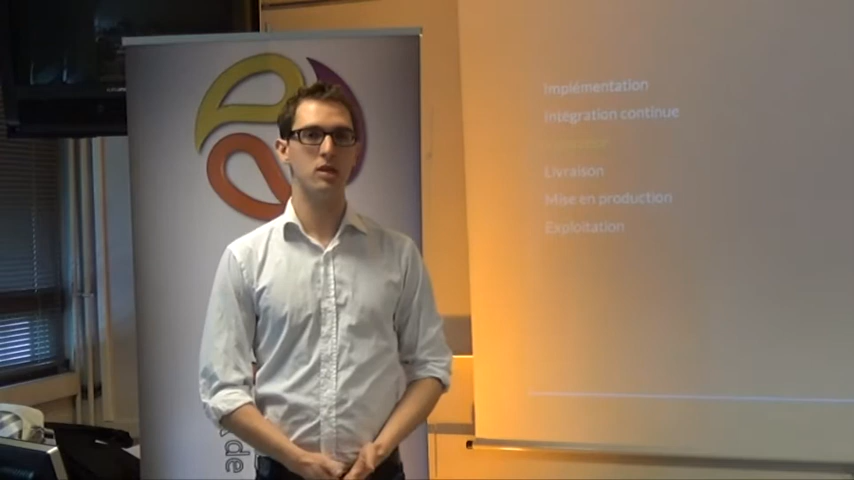 Implémentation
Intégration continue
Livraison
Mise en production
Exploitation